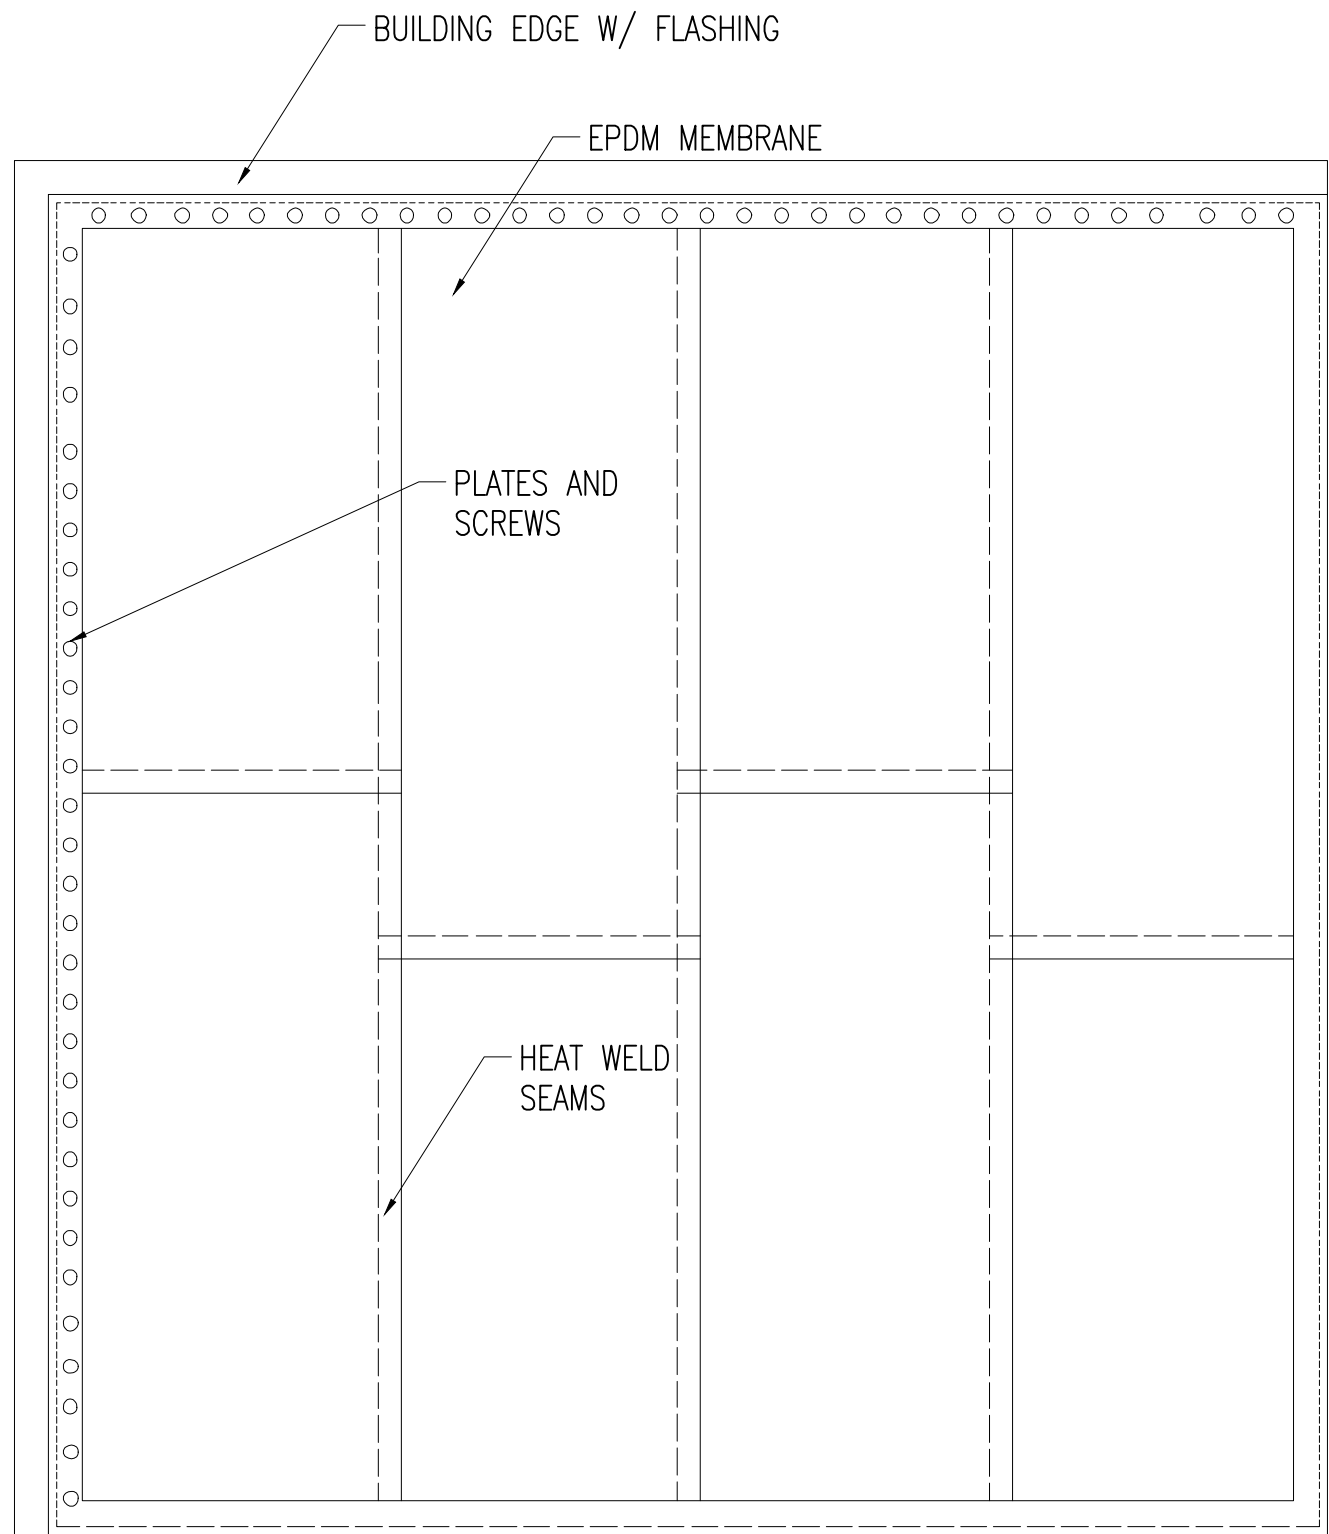 BUILDING EDGE W/ FLASHING
EPDM MEMBRANE
PLATES AND
SCREWS
HEAT WELD
SEAMS